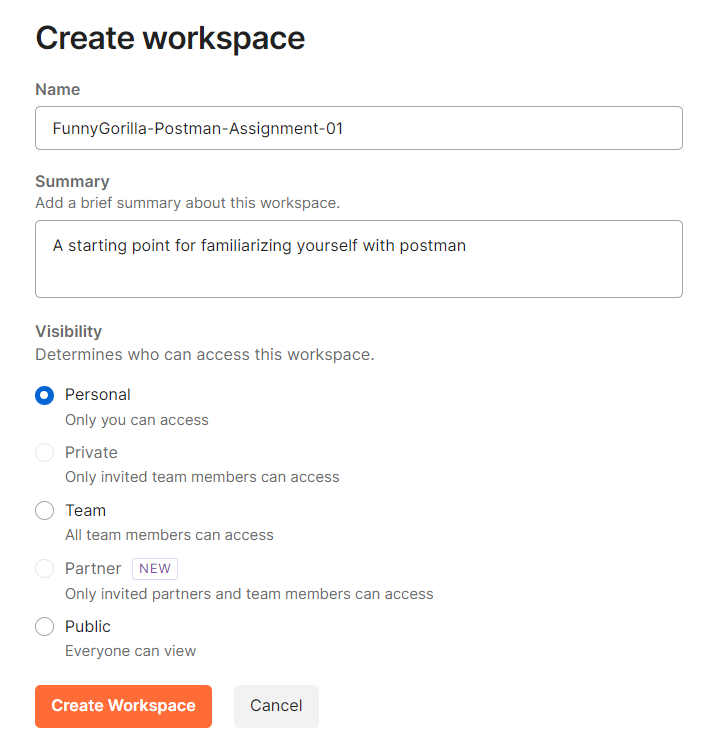 Create workspace
Name
FunnyGorilla-Postman-Assignment-01
Summary
Add a brief summary about this workspace.
A starting point for familiarizing yourself with postman
Visibility
Determines who can access this workspace.
Personal
Only you can access
Private
Only invited team members can access
Team
All team members can access
Partner NEW
Only invited partners and team members can access
Public
Everyone can view
Create Workspace Cancel